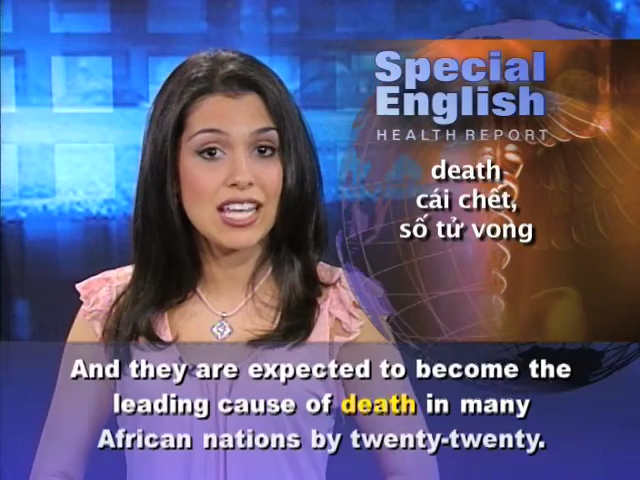 Special
English
HEALTH REPORT
death
cái chết,
số tử vong
And they are expected to become the
leading cause of death in many
African nations by twenty-twenty.